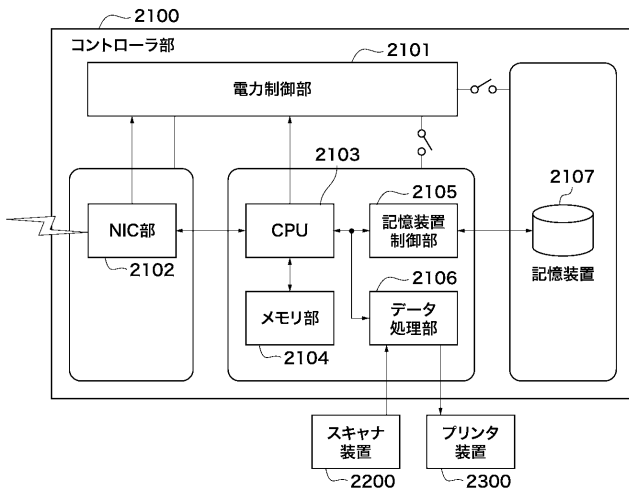 2100
コントローラ部
2101
電力制御部
2103
2105
2107
NIC部
CPU
記憶装置
制御部
2102
2106
記憶装置
メモリ部
データ
処理部
2104
スキャナ
装置
プリンタ
装置
2200
2300